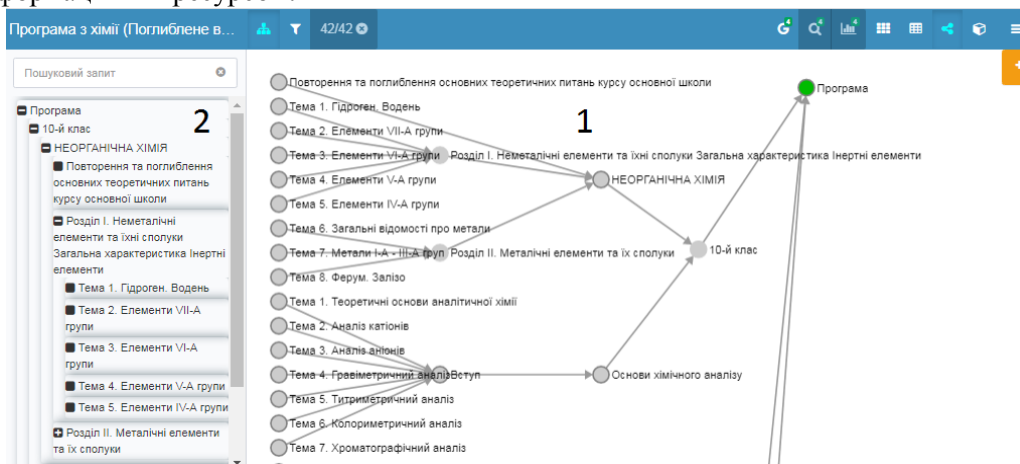 Програма з хімії (Поглиблене в...
42/42
4
4
4
Пошуковий запит
Програма
10-й клас
2
НЕОРГАНІЧНА ХІМІЯ
Повторення та поглиблення
основних теоретичних питань
курсу основної школи
Розділ І. Неметалічні
елементи та їхні сполуки
Загальна характеристика Інертні
елементи
Тема 1. Гідроген. Водень
Тема 2. Елементи VII-А
групи
Тема 3. Елементи VI-А
групи
Тема 4. Елементи V-А групи
Тема 5. Елементи IV-А групи
Розділ ІІ. Металічні елементи
та їх сполуки
Повторення та поглиблення основних теоретичних питань курсу основної школи
Програма
Тема 1. Гідроген. Водень
1
Тема 2. Елементи VII-А групи
Тема 3. Елементи VI-А групи
Розділ І. Неметалічні елементи та їхні сполуки Загальна характеристика Інертні елементи
Тема 4. Елементи V-А групи
НЕОРГАНІЧНА ХІМІЯ
Тема 5. Елементи IV-А групи
Тема 6. Загальні відомості про метали
Тема 7. Метали І-А - ІІІ-А груп
Розділ ІІ. Металічні елементи та їх сполуки
10-й клас
Тема 8. Ферум. Залізо
Тема 1. Теоретичні основи аналітичної хімії
Тема 2. Аналіз катіонів
Тема 3. Аналіз аніонів
Тема 4. Гравіметричний аналіз
Вступ
Основи хімічного аналізу
Тема 5. Титриметричний аналіз
Тема 6. Колориметричний аналіз
Тема 7. Хроматографічний аналіз